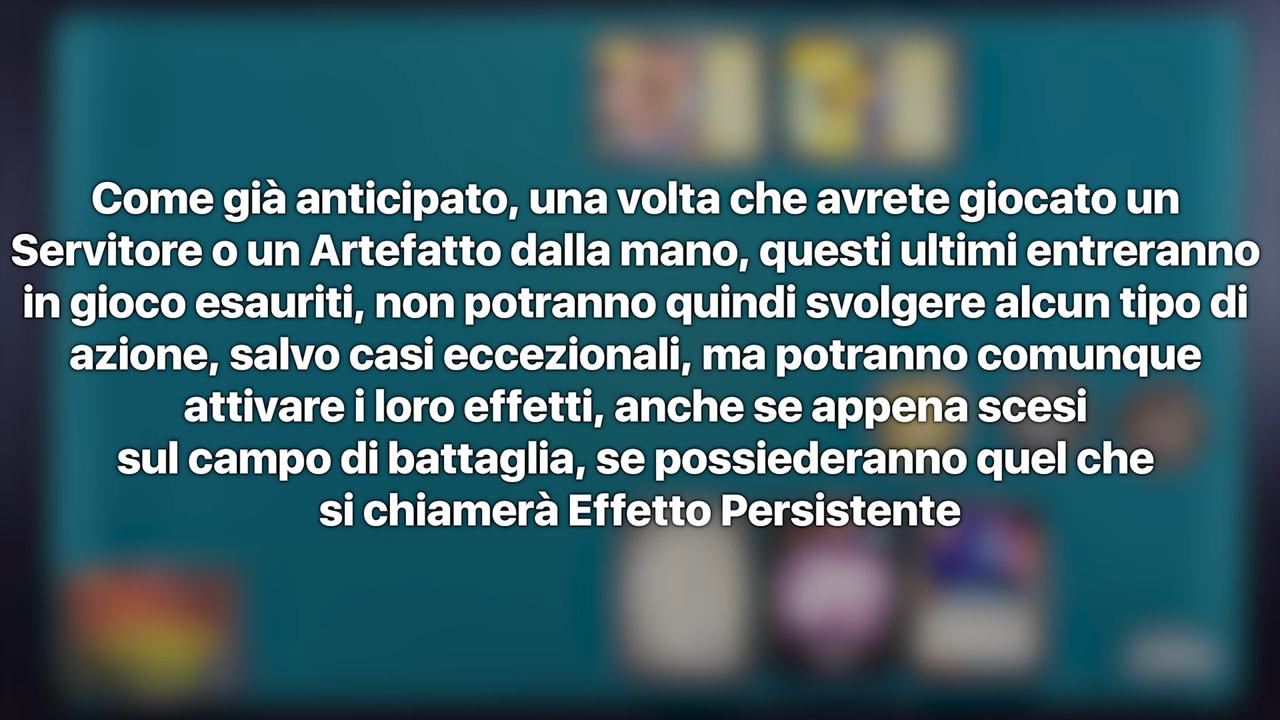 Come già anticipato, una volta che avrete giocato un
Servitore o un Artefatto dalla mano, questi ultimi entreranno
in gioco esauriti, non potranno quindi svolgere alcun tipo di
azione, salvo casi eccezionali, ma potranno comunque
attivare i loro effetti, anche se appena scesi
sul campo di battaglia, se possiederanno quel che
si chiamerà Effetto Persistente